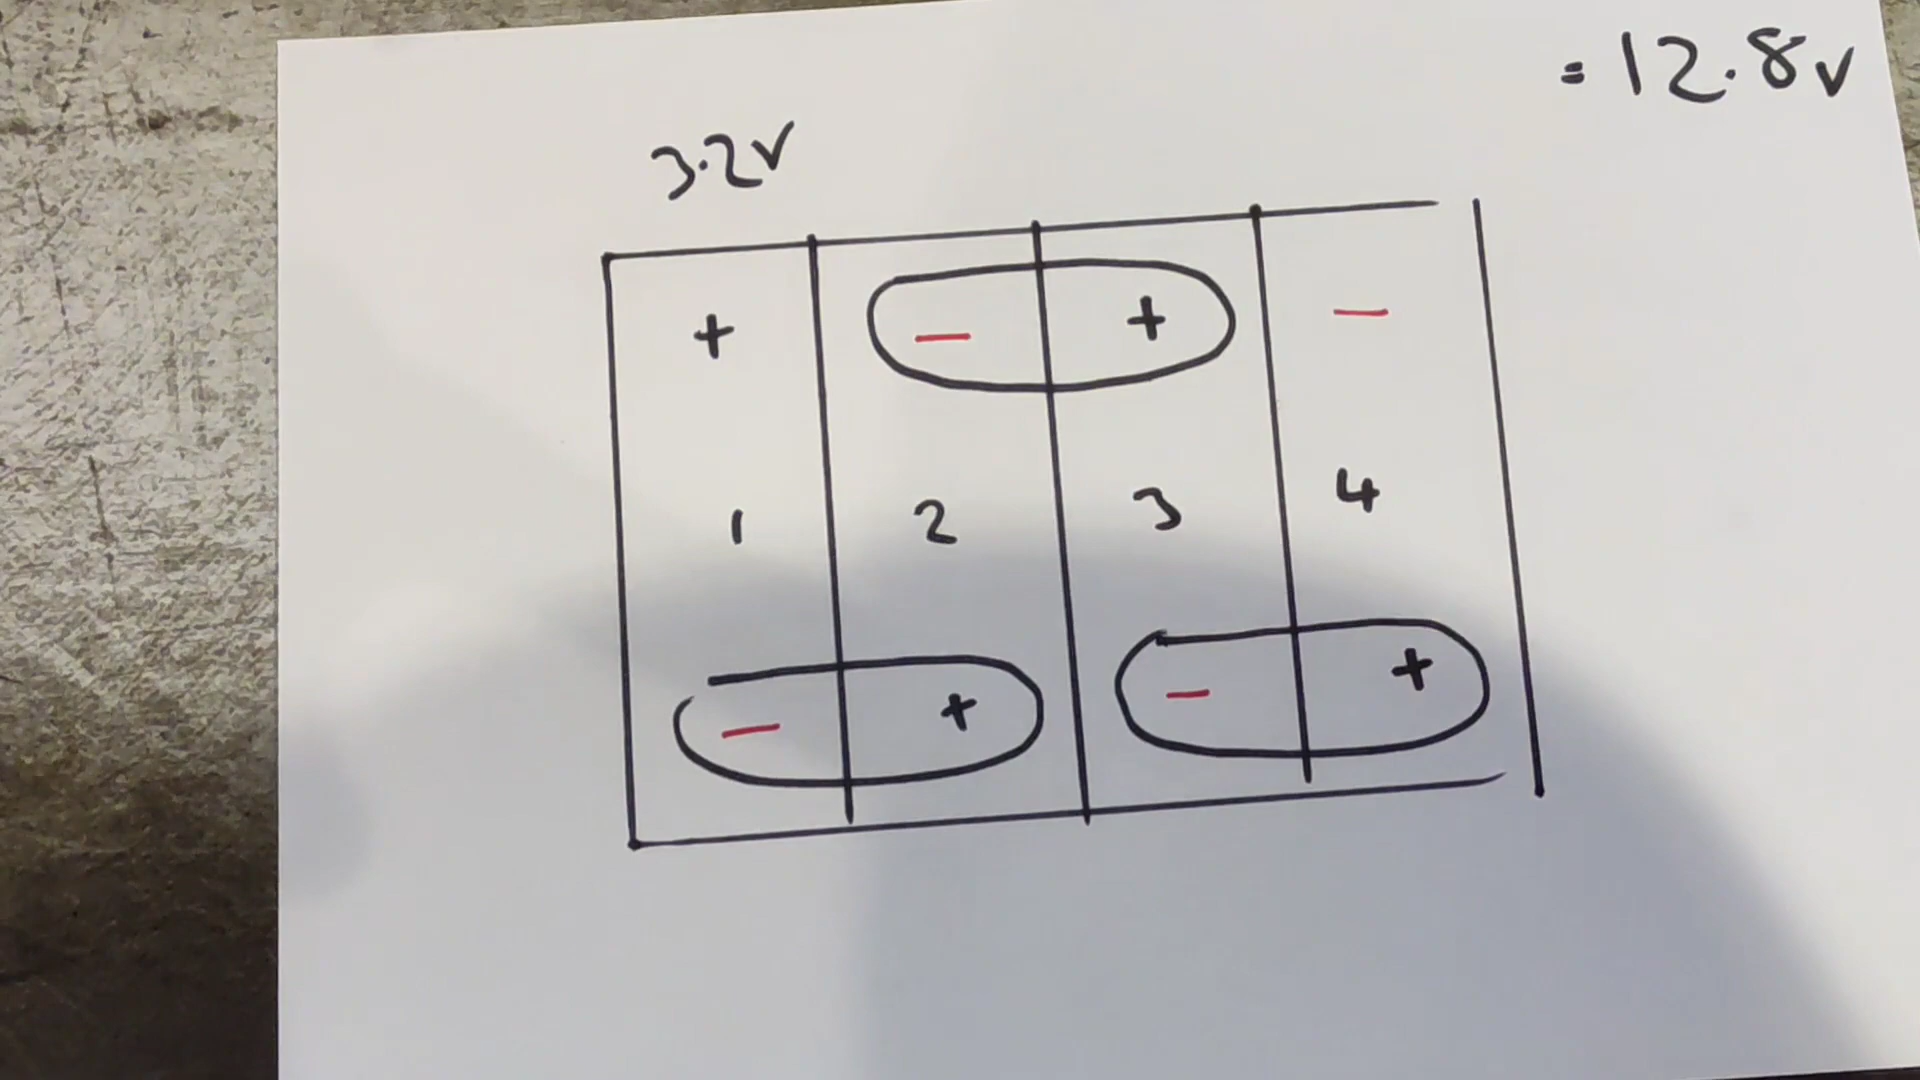 = 12.8v
3.2v
+ - + -
1 2 3 4
- + - +